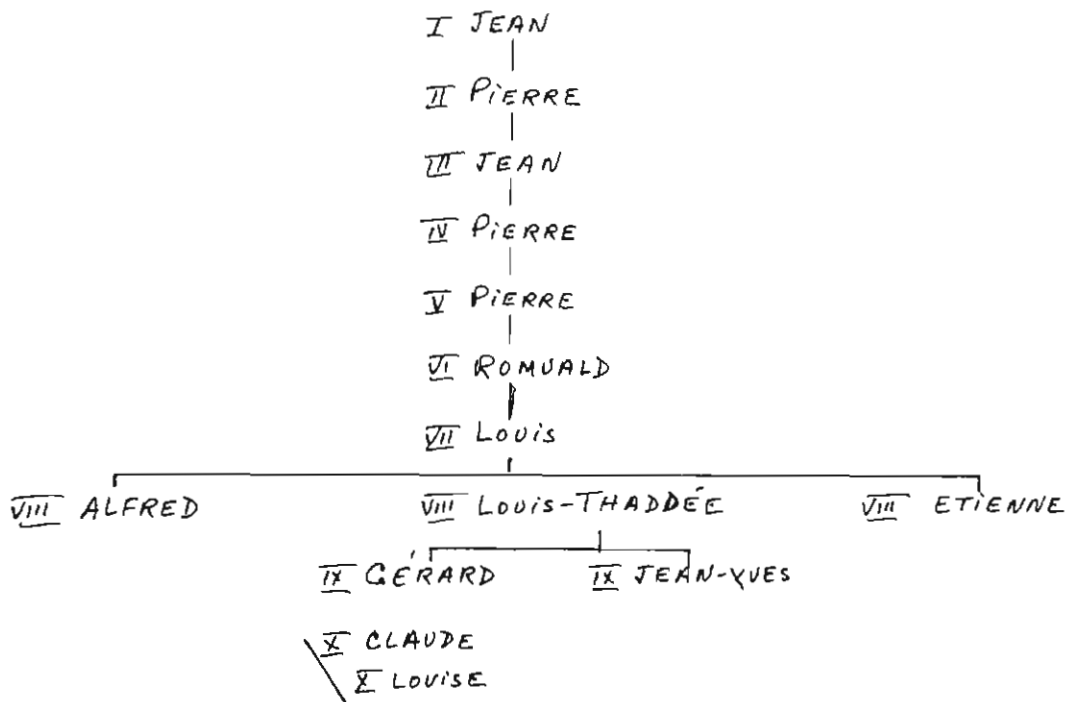 I JEAN
II PIERRE
III JEAN
IV PIERRE
V PIERRE
VI ROMUALD
VII LOUIS
VIII ALFRED VIII LOUIS-THADDÉE VIII ETIENNE
IX GÉRARD IX JEAN-YVES
X CLAUDE
X LOUISE